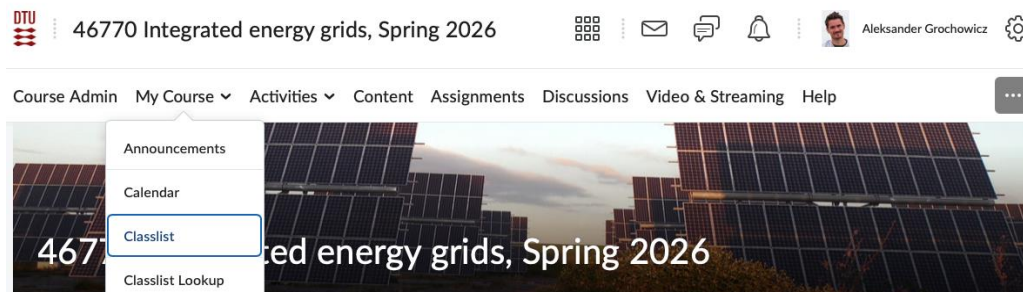 DTU
46770 Integrated energy grids, Spring 2026
Aleksander Grochowicz
Course Admin My Course Activities Content Assignments Discussions Video & Streaming Help
Announcements
Calendar
Classlist
Classlist Lookup
467 ted energy grids, Spring 2026